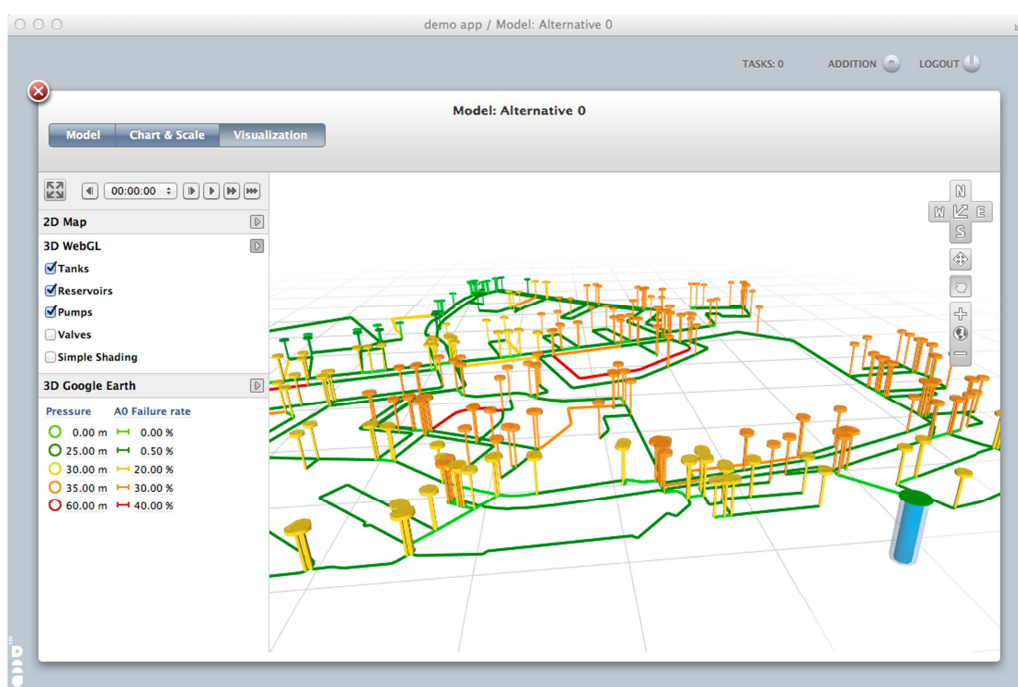 demo app / Model: Alternative 0
TASKS: 0 ADDITION LOGOUT
Model: Alternative 0
Model Chart & Scale Visualization
00:00:00
2D Map
3D WebGL
Tanks
Reservoirs
Pumps
Valves
Simple Shading
3D Google Earth
Pressure A0 Failure rate
0.00 m 0.00 %
25.00 m 0.50 %
30.00 m 20.00 %
35.00 m 30.00 %
60.00 m 40.00 %
N
W E
S